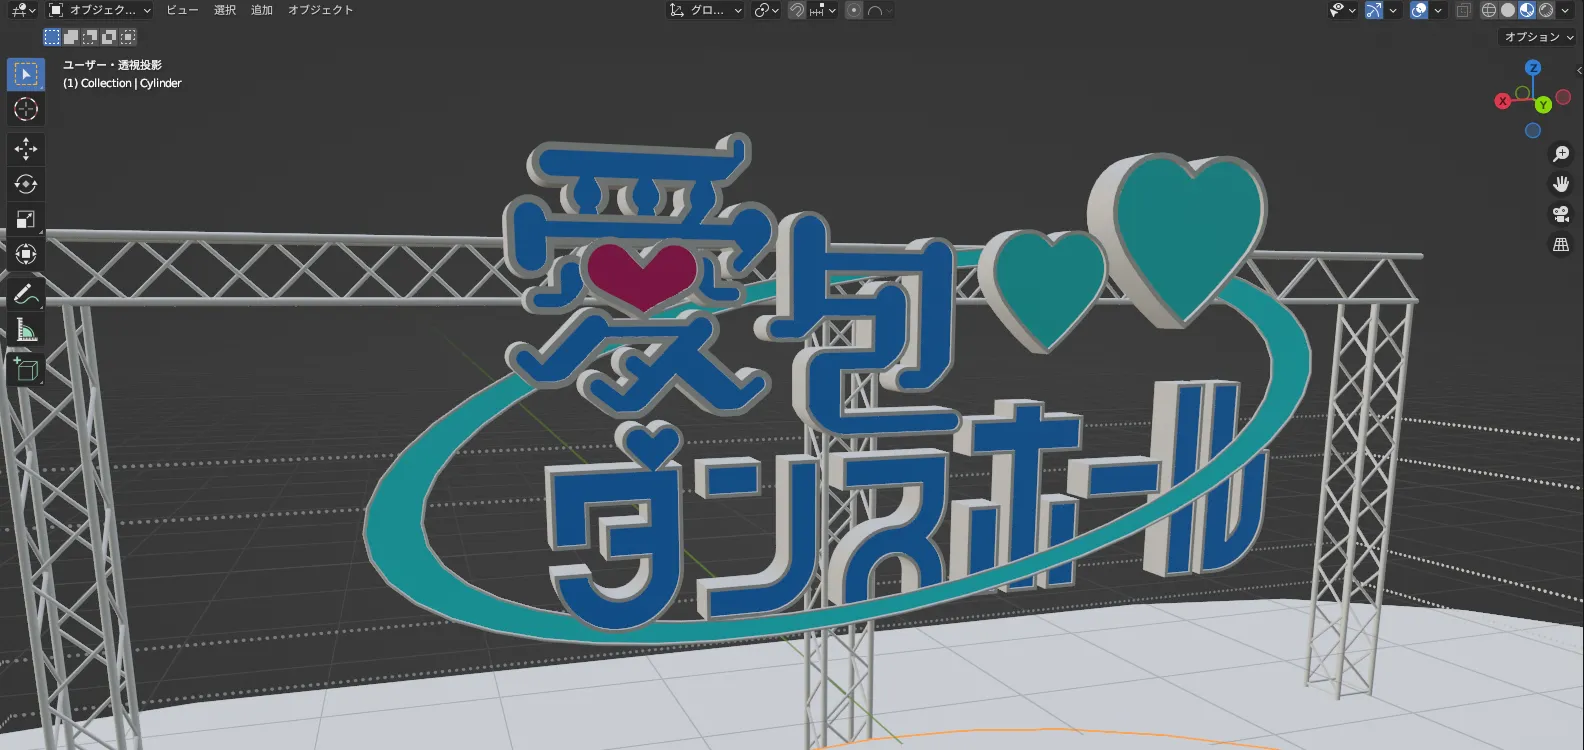 オブジェク...
ビュー
選択
追加
オブジェクト
グロ...
オプション
ユーザー・透視投影
(1) Collection | Cylinder
Z
X
Y
愛包
ダンスホール